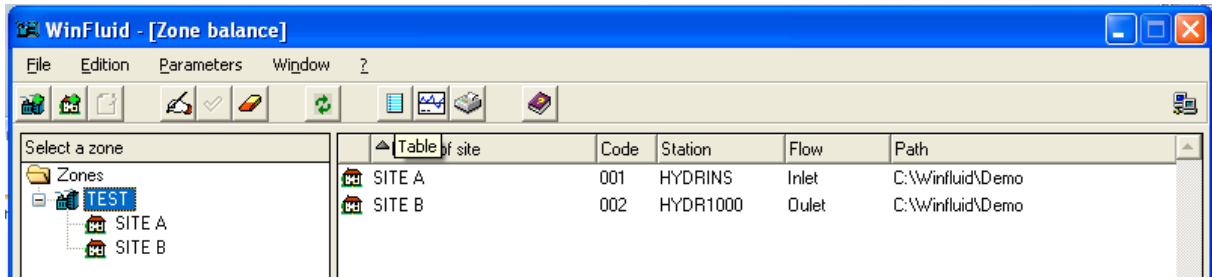 WinFluid - [Zone balance]
File Edition Parameters Window ?
Select a zone
Table of site Code Station Flow Path
Zones
TEST
SITE A
SITE B
SITE A 001 HYDRINS Inlet C:\Winfluid\Demo
SITE B 002 HYDR1000 Oulet C:\Winfluid\Demo